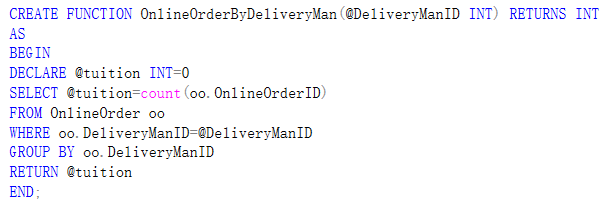 CREATE FUNCTION OnlineOrderByDeliveryMan(@DeliveryManID INT) RETURNS INT
AS
BEGIN
DECLARE @tuition INT=0
SELECT @tuition=count(oo.OnlineOrderID)
FROM OnlineOrder oo
WHERE oo.DeliveryManID=@DeliveryManID
GROUP BY oo.DeliveryManID
RETURN @tuition
END;